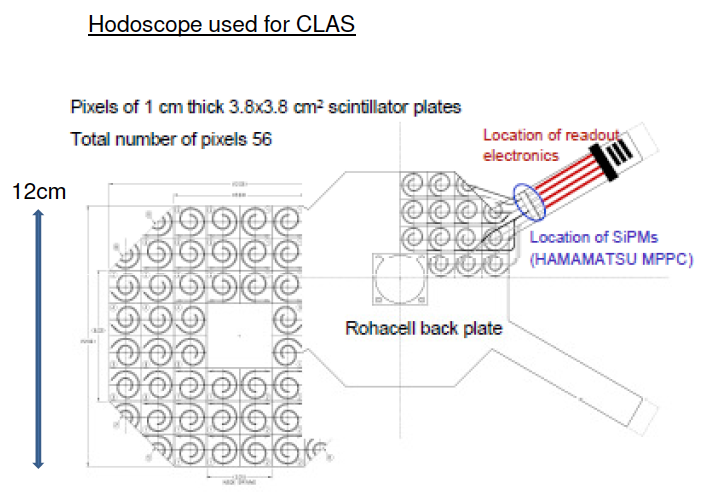 Hodoscope used for CLAS
Pixels of 1 cm thick 3.8x3.8 cm² scintillator plates
Total number of pixels 56
Location of readout
electronics
12cm
Location of SiPMs
(HAMAMATSU MPPC)
Rohacell back plate